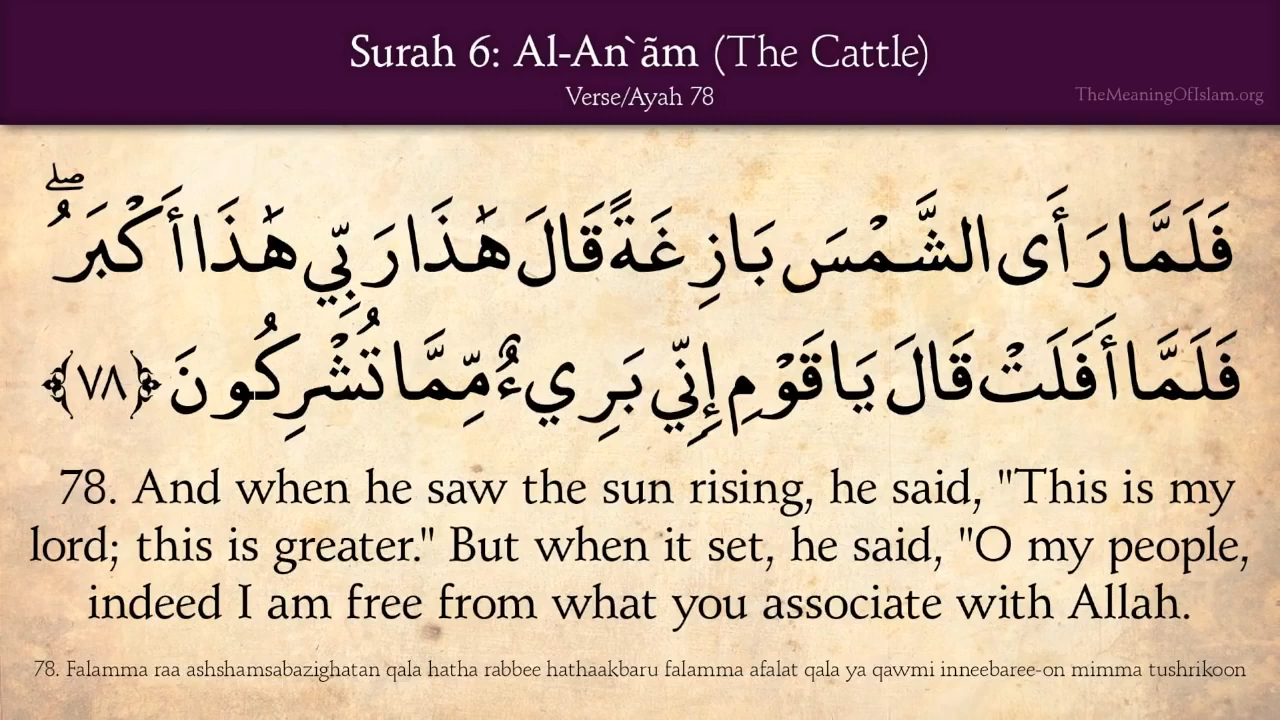 Surah 6: Al-An`ãm (The Cattle)
Verse/Ayah 78
TheMeaningOfIslam.org
فَلَمَّا رَأَى الشَّمْسَ بَازِغَةً قَالَ هَٰذَا رَبِّي هَٰذَا أَكْبَرُ ۖ
فَلَمَّا أَفَلَتْ قَالَ يَا قَوْمِ إِنِّي بَرِيءٌ مِّمَّا تُشْرِكُونَ ﴿٧٨﴾
78. And when he saw the sun rising, he said, "This is my
lord; this is greater." But when it set, he said, "O my people,
indeed I am free from what you associate with Allah.
78. Falamma raa ashshamsabazighatan qala hatha rabbee hathaakbaru falamma afalat qala ya qawmi inneebaree-on mimma tushrikoon